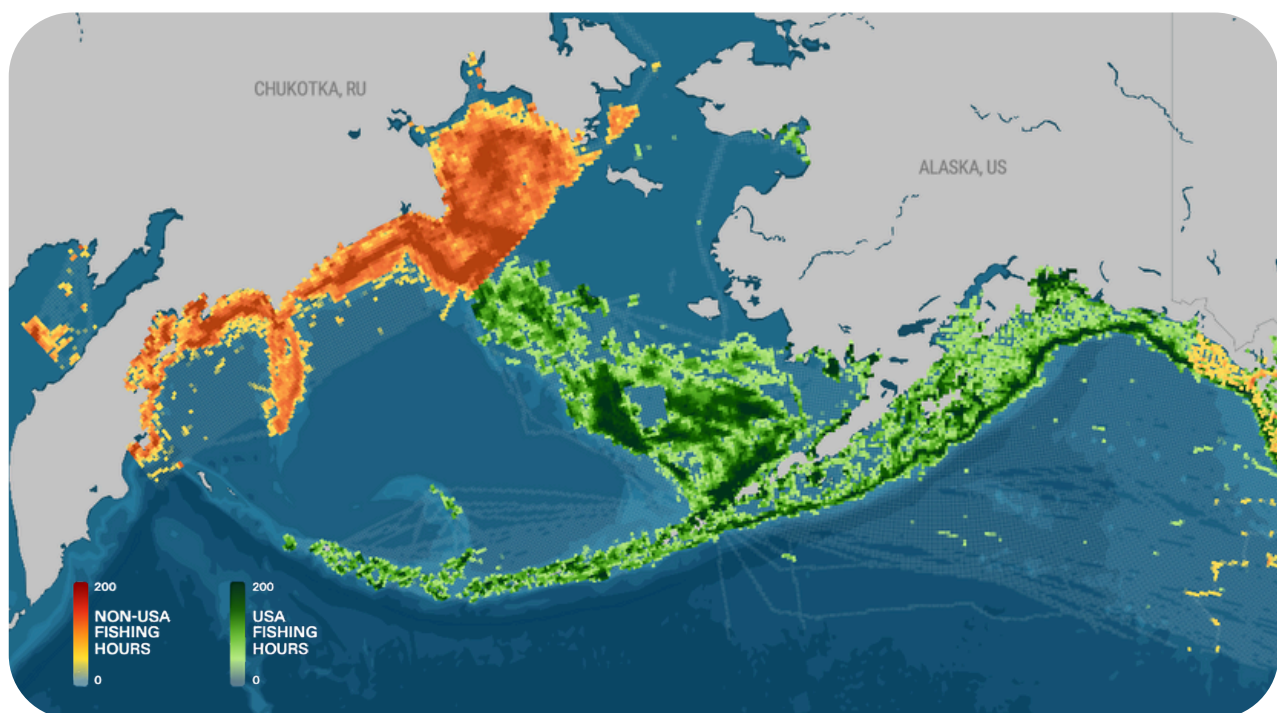 CHUKOTKA, RU
ALASKA, US
200
NON-USA
FISHING
HOURS
0
200
USA
FISHING
HOURS
0